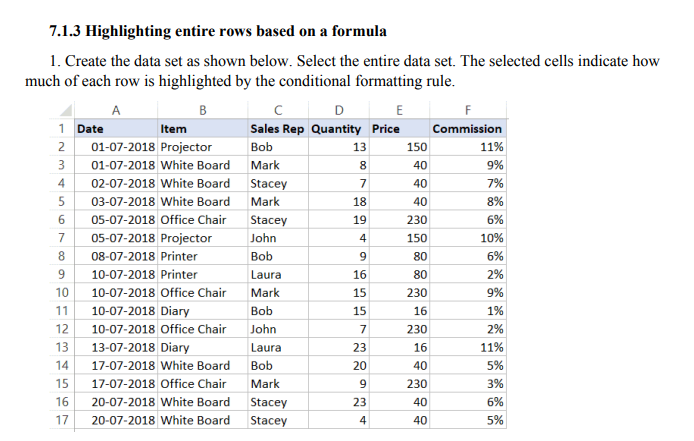 7.1.3 Highlighting entire rows based on a formula
1. Create the data set as shown below. Select the entire data set. The selected cells indicate how
much of each row is highlighted by the conditional formatting rule.
A B C D E F
1 Date Item Sales Rep Quantity Price Commission
2 01-07-2018 Projector Bob 13 150 11%
3 01-07-2018 White Board Mark 8 40 9%
4 02-07-2018 White Board Stacey 7 40 7%
5 03-07-2018 White Board Mark 18 40 8%
6 05-07-2018 Office Chair Stacey 19 230 6%
7 05-07-2018 Projector John 4 150 10%
8 08-07-2018 Printer Bob 9 80 6%
9 10-07-2018 Printer Laura 16 80 2%
10 10-07-2018 Office Chair Mark 15 230 9%
11 10-07-2018 Diary Bob 15 16 1%
12 10-07-2018 Office Chair John 7 230 2%
13 13-07-2018 Diary Laura 23 16 11%
14 17-07-2018 White Board Bob 20 40 5%
15 17-07-2018 Office Chair Mark 9 230 3%
16 20-07-2018 White Board Stacey 23 40 6%
17 20-07-2018 White Board Stacey 4 40 5%